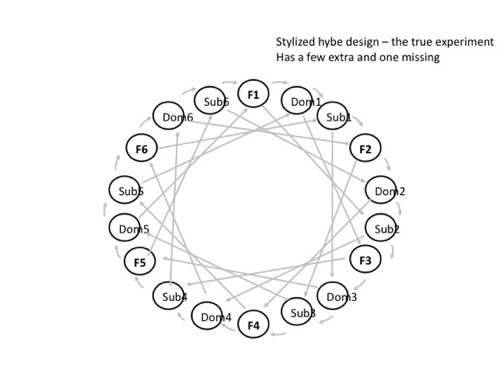 Stylized hybe design – the true experiment
Has a few extra and one missing
F1
Dom1
Sub1
F2
Dom2
Sub2
F3
Dom3
Sub3
F4
Dom4
Sub4
F5
Dom5
Sub5
F6
Dom6
Sub6